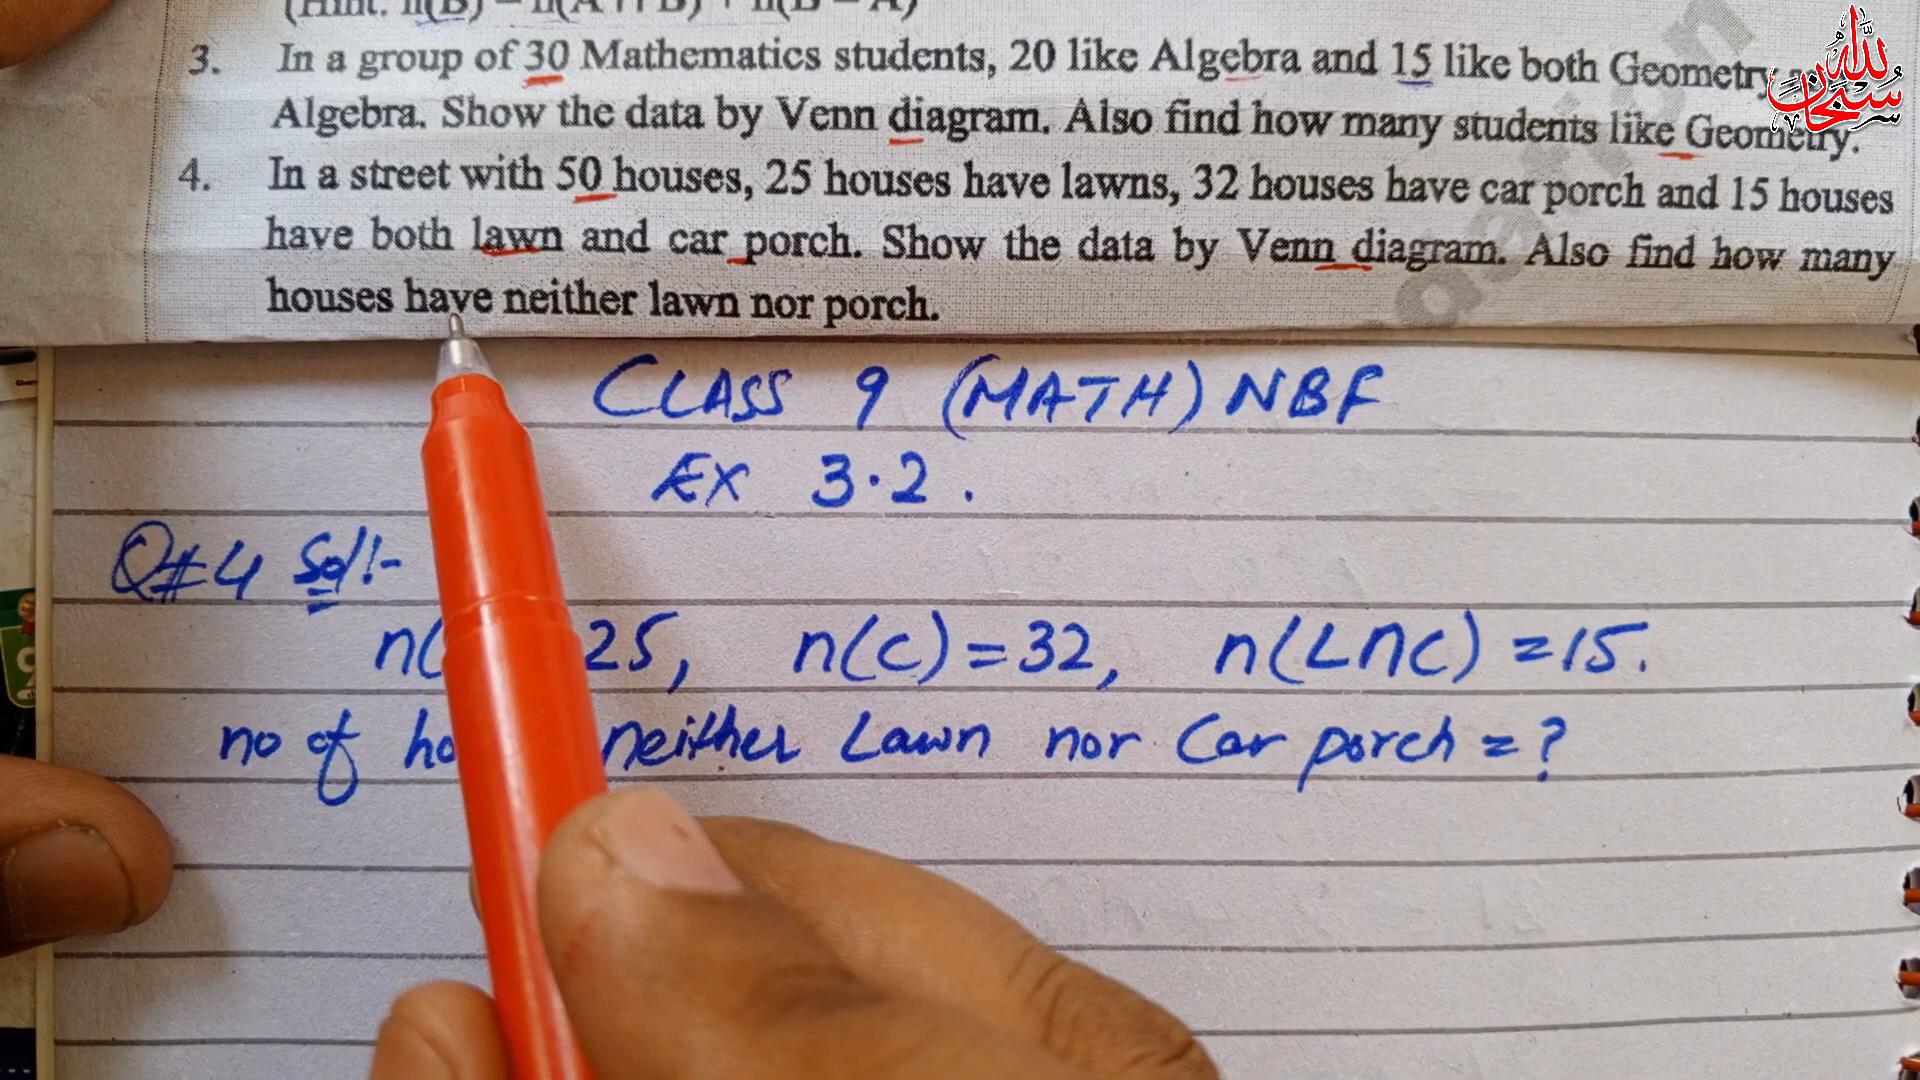 (Hint: n(B) = n(A ∩ B) + n(B − A)
3. In a group of 30 Mathematics students, 20 like Algebra and 15 like both Geometry
Algebra. Show the data by Venn diagram. Also find how many students like Geometry.
4. In a street with 50 houses, 25 houses have lawns, 32 houses have car porch and 15 houses
have both lawn and car porch. Show the data by Venn diagram. Also find how many
houses have neither lawn nor porch.
سبحان الله
CLASS 9 (MATH) NBF
EX 3.2.
Q#4 Sol:-
n( 25, n(C)=32, n(L∩C)=15.
no of ho neither Lawn nor Car porch=?